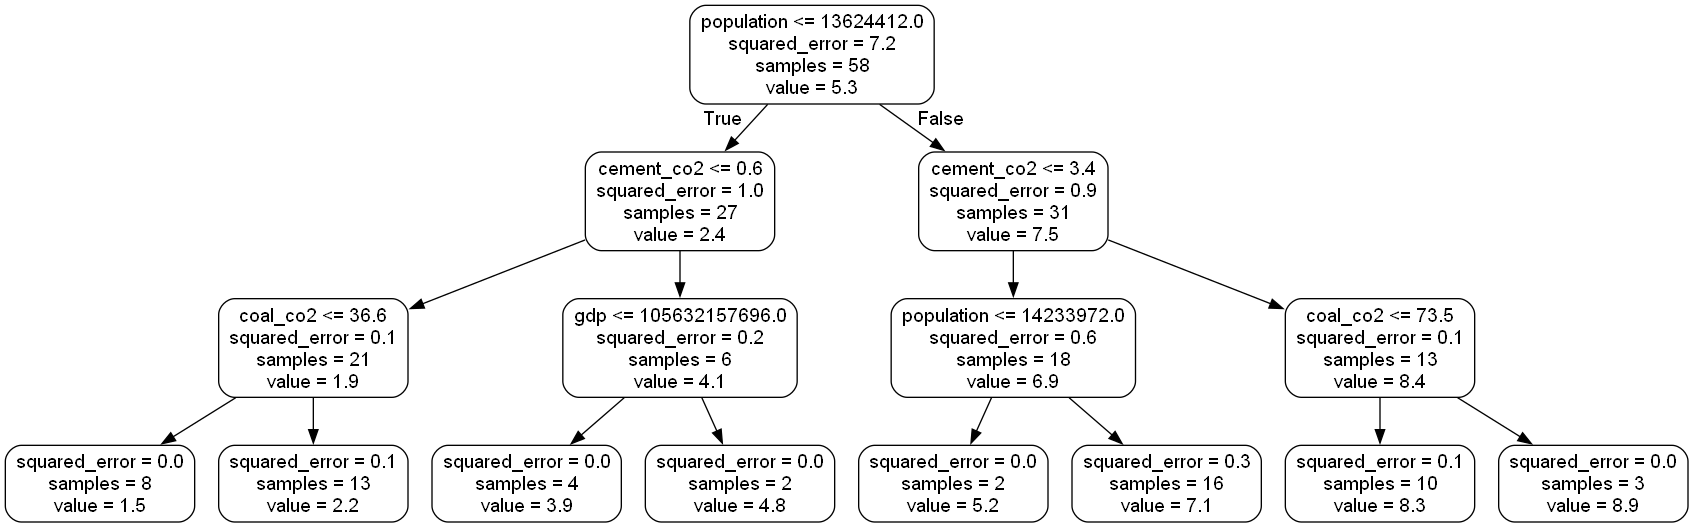 population <= 13624412.0
squared_error = 7.2
samples = 58
value = 5.3
True
False
cement_co2 <= 0.6
squared_error = 1.0
samples = 27
value = 2.4
cement_co2 <= 3.4
squared_error = 0.9
samples = 31
value = 7.5
coal_co2 <= 36.6
squared_error = 0.1
samples = 21
value = 1.9
gdp <= 105632157696.0
squared_error = 0.2
samples = 6
value = 4.1
population <= 14233972.0
squared_error = 0.6
samples = 18
value = 6.9
coal_co2 <= 73.5
squared_error = 0.1
samples = 13
value = 8.4
squared_error = 0.0
samples = 8
value = 1.5
squared_error = 0.1
samples = 13
value = 2.2
squared_error = 0.0
samples = 4
value = 3.9
squared_error = 0.0
samples = 2
value = 4.8
squared_error = 0.0
samples = 2
value = 5.2
squared_error = 0.3
samples = 16
value = 7.1
squared_error = 0.1
samples = 10
value = 8.3
squared_error = 0.0
samples = 3
value = 8.9